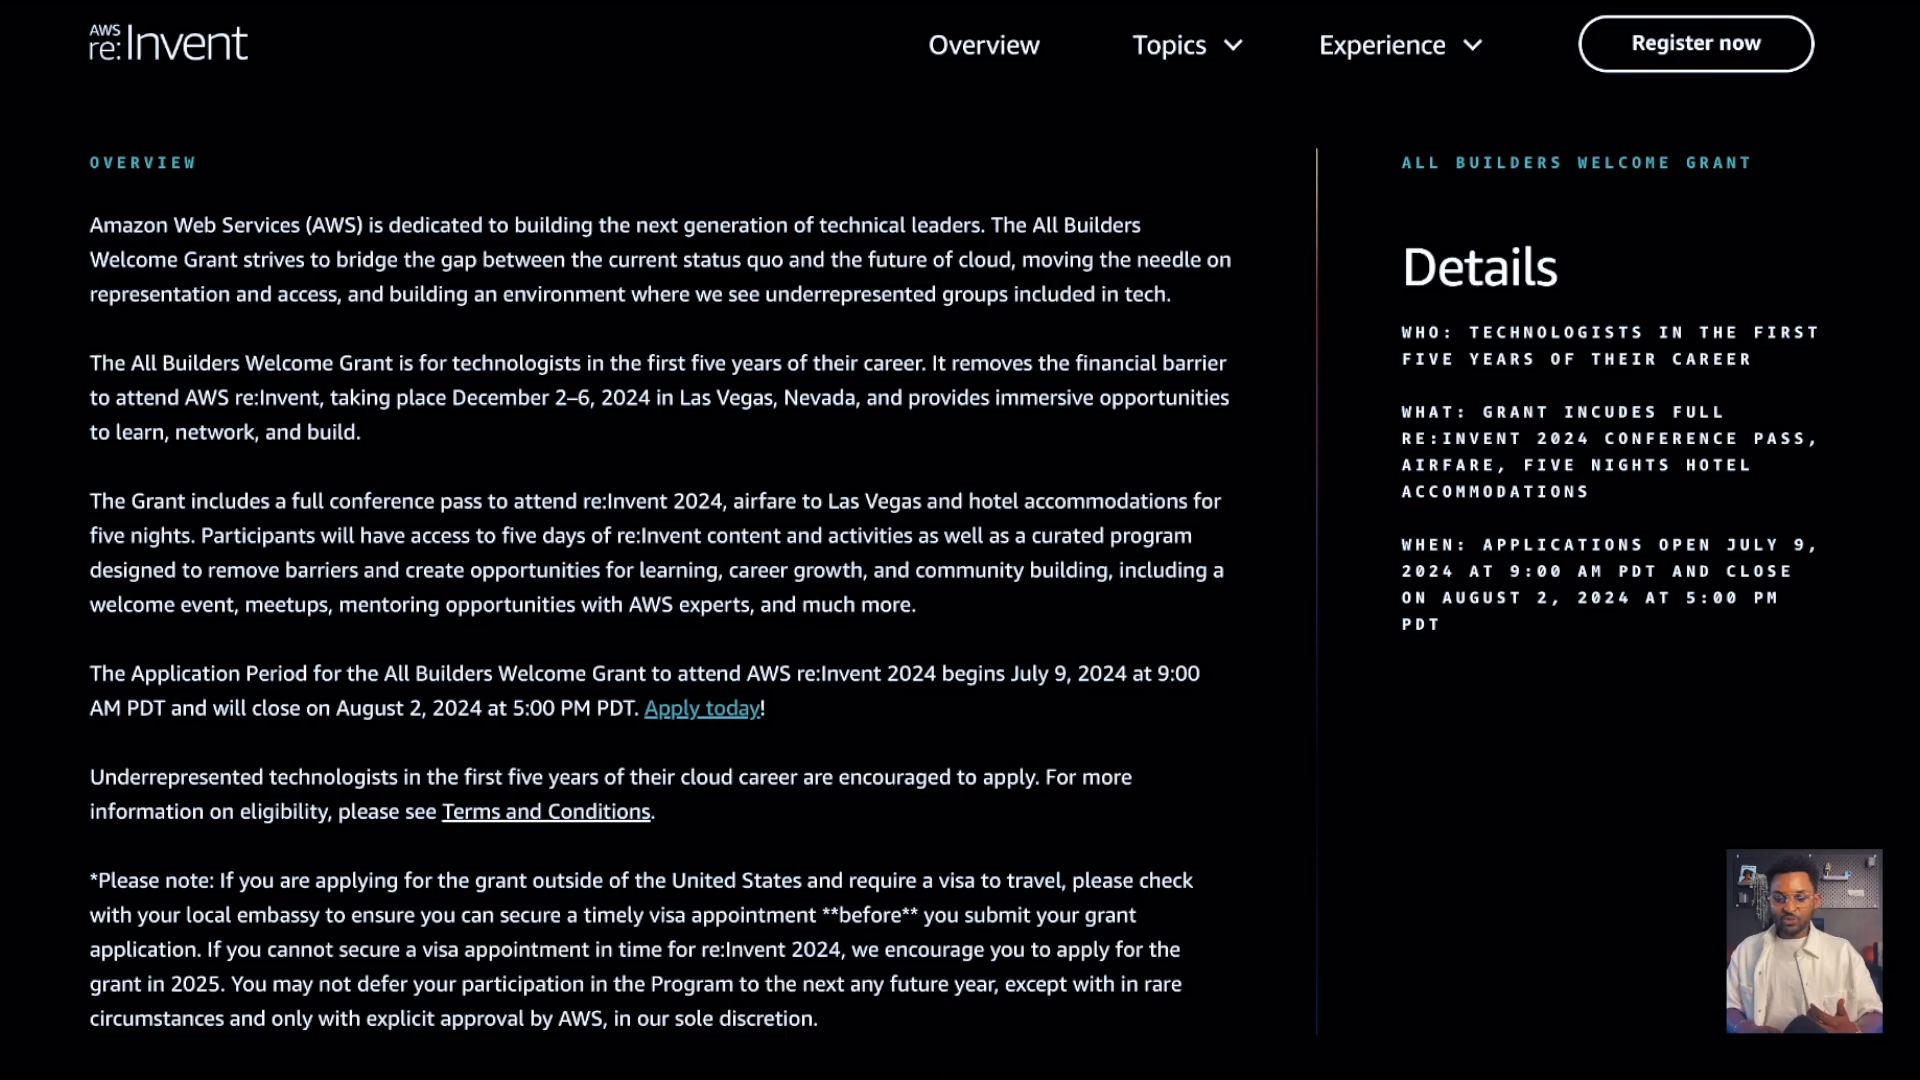 AWS
re:Invent
Overview
Topics
Experience
Register now
OVERVIEW
Amazon Web Services (AWS) is dedicated to building the next generation of technical leaders. The All Builders
Welcome Grant strives to bridge the gap between the current status quo and the future of cloud, moving the needle on
representation and access, and building an environment where we see underrepresented groups included in tech.
The All Builders Welcome Grant is for technologists in the first five years of their career. It removes the financial barrier
to attend AWS re:Invent, taking place December 2–6, 2024 in Las Vegas, Nevada, and provides immersive opportunities
to learn, network, and build.
The Grant includes a full conference pass to attend re:Invent 2024, airfare to Las Vegas and hotel accommodations for
five nights. Participants will have access to five days of re:Invent content and activities as well as a curated program
designed to remove barriers and create opportunities for learning, career growth, and community building, including a
welcome event, meetups, mentoring opportunities with AWS experts, and much more.
The Application Period for the All Builders Welcome Grant to attend AWS re:Invent 2024 begins July 9, 2024 at 9:00
AM PDT and will close on August 2, 2024 at 5:00 PM PDT. Apply today!
Underrepresented technologists in the first five years of their cloud career are encouraged to apply. For more
information on eligibility, please see Terms and Conditions.
*Please note: If you are applying for the grant outside of the United States and require a visa to travel, please check
with your local embassy to ensure you can secure a timely visa appointment **before** you submit your grant
application. If you cannot secure a visa appointment in time for re:Invent 2024, we encourage you to apply for the
grant in 2025. You may not defer your participation in the Program to the next any future year, except with in rare
circumstances and only with explicit approval by AWS, in our sole discretion.
ALL BUILDERS WELCOME GRANT
Details
WHO: TECHNOLOGISTS IN THE FIRST
FIVE YEARS OF THEIR CAREER
WHAT: GRANT INCUDES FULL
RE:INVENT 2024 CONFERENCE PASS,
AIRFARE, FIVE NIGHTS HOTEL
ACCOMMODATIONS
WHEN: APPLICATIONS OPEN JULY 9,
2024 AT 9:00 AM PDT AND CLOSE
ON AUGUST 2, 2024 AT 5:00 PM
PDT